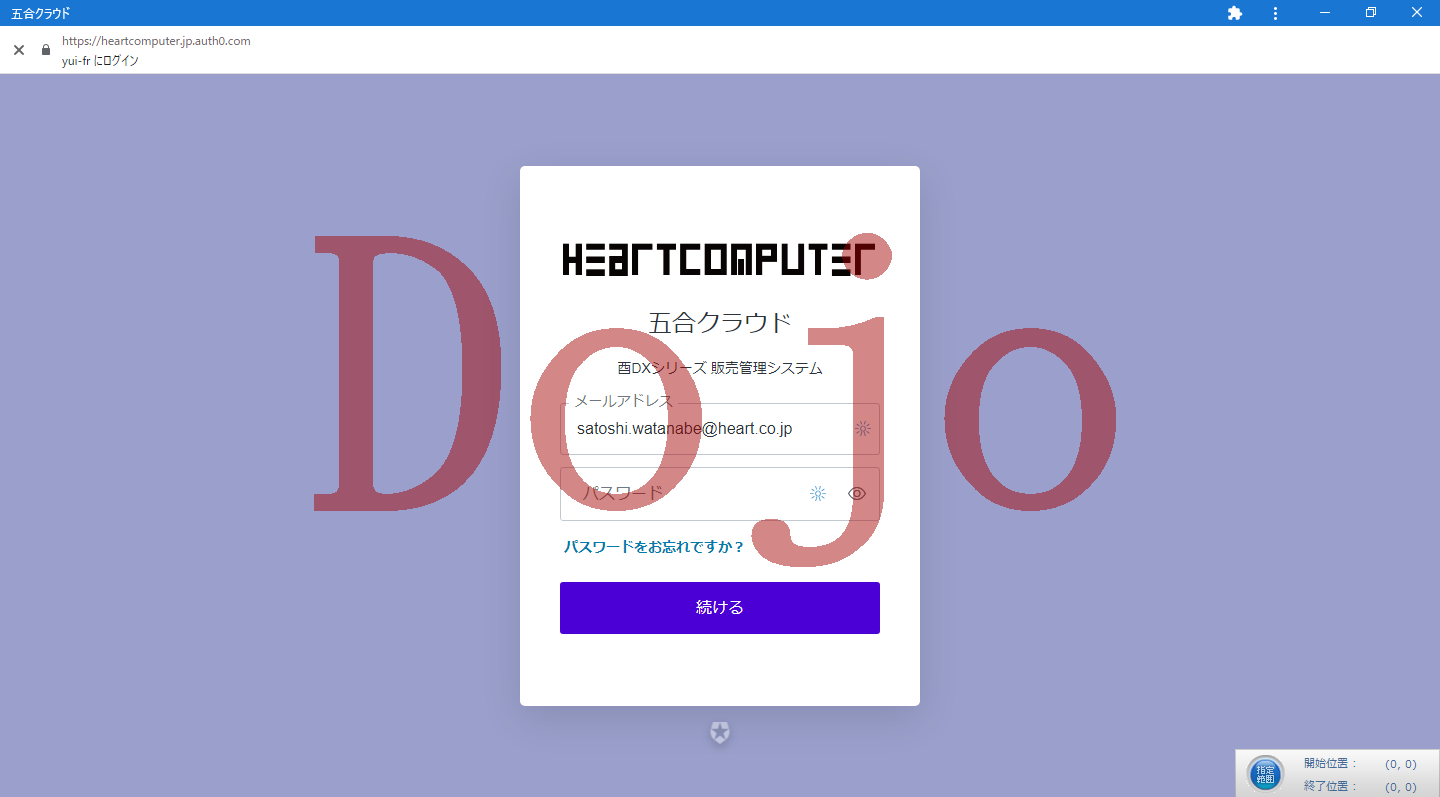 五合クラウド
https://heartcomputer.jp.auth0.com
yui-fr にログイン
HEARTCOMPUTER
五合クラウド
酉DXシリーズ 販売管理システム
メールアドレス
satoshi.watanabe@heart.co.jp
パスワード
パスワードをお忘れですか？
続ける
Dojo
指定
範囲
開始位置： (0, 0)
終了位置： (0, 0)